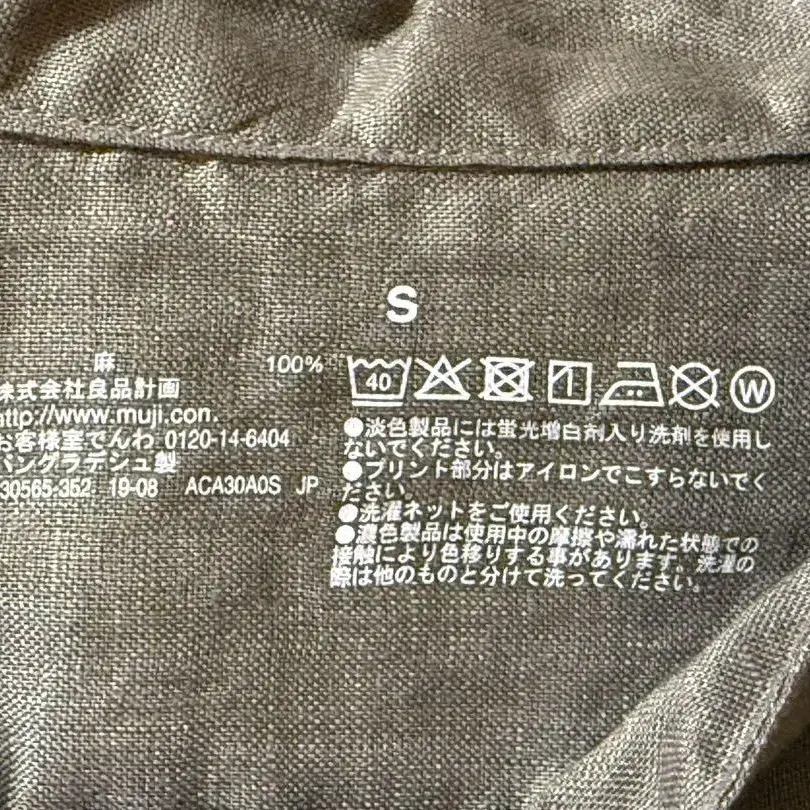 S
麻 100%
株式会社良品計画
http://www.muji.con.
お客様室でんわ 0120-14-6404
バングラデシュ製
30565-352 19-08 ACA30A0S JP
40
W
●淡色製品には蛍光増白剤入り洗剤を使用し
ないでください。
●プリント部分はアイロンでこすらないでく
ださい。
●洗濯ネットをご使用ください。
●濃色製品は使用中の摩擦や濡れた状態での
接触により色移りする事があります。洗濯の
際は他のものと分けて洗ってください。